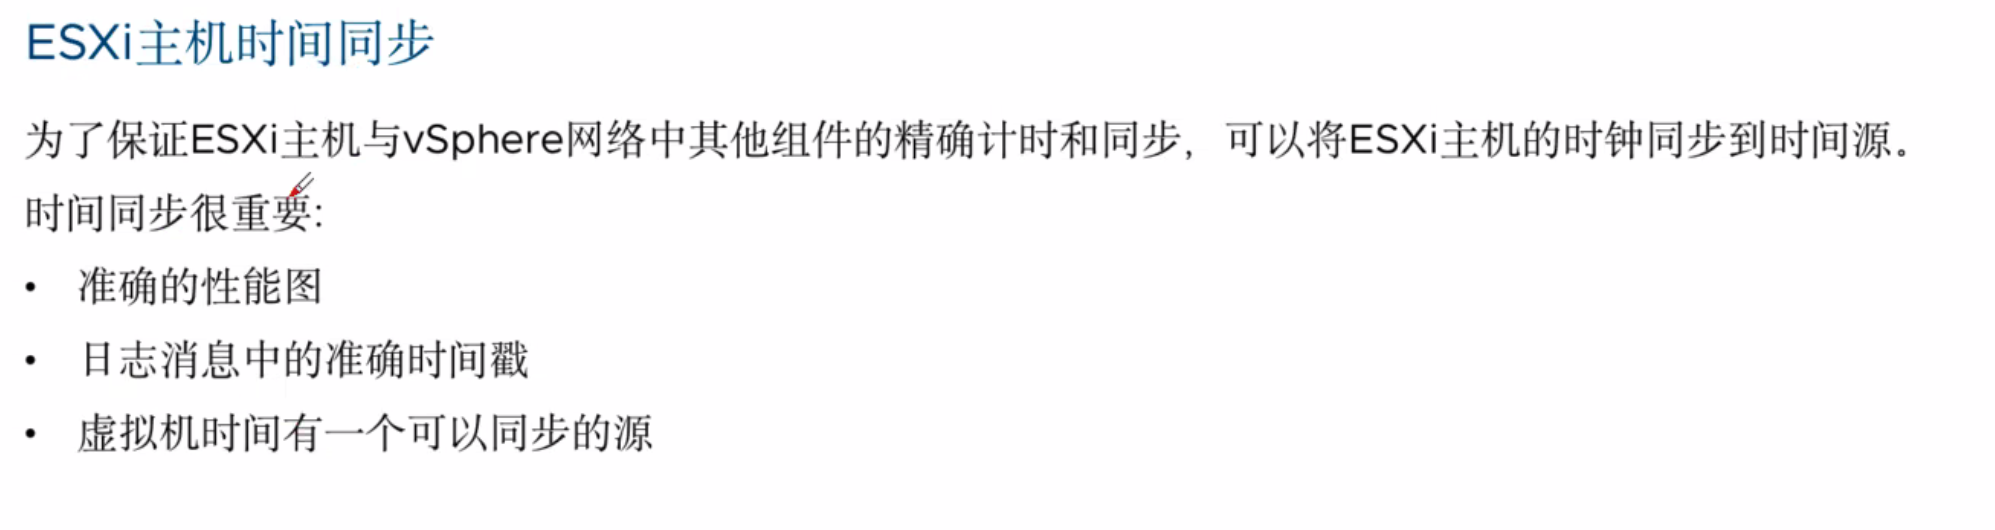 ESXi主机时间同步
为了保证ESXi主机与vSphere网络中其他组件的精确计时和同步，可以将ESXi主机的时钟同步到时间源。
时间同步很重要:
• 准确的性能图
• 日志消息中的准确时间戳
• 虚拟机时间有一个可以同步的源